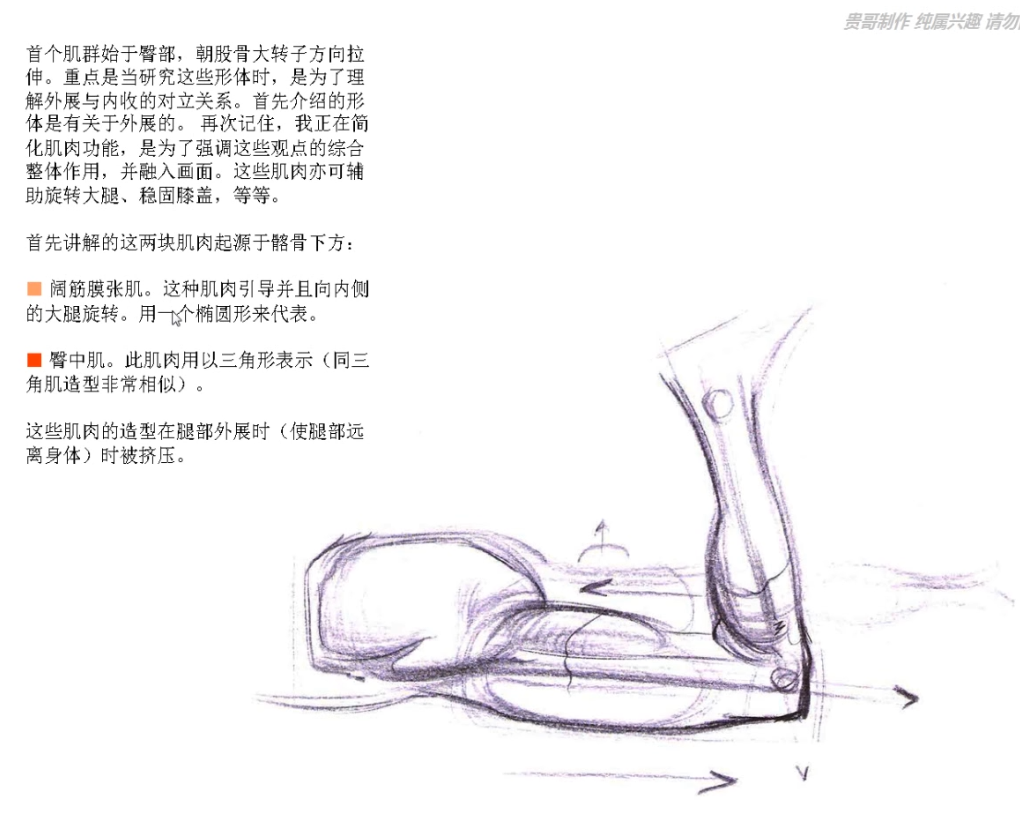 贵哥制作 纯属兴趣 请勿
首个肌群始于臀部，朝股骨大转子方向拉
伸。重点是当研究这些形体时，是为了理
解外展与内收的对立关系。首先介绍的形
体是有关于外展的。 再次记住，我正在简
化肌肉功能，是为了强调这些观点的综合
整体作用，并融入画面。这些肌肉亦可辅
助旋转大腿、稳固膝盖，等等。
首先讲解的这两块肌肉起源于髂骨下方：
阔筋膜张肌。这种肌肉引导并且向内侧
的大腿旋转。用一个椭圆形来代表。
臀中肌。此肌肉用以三角形表示（同三
角肌造型非常相似）。
这些肌肉的造型在腿部外展时（使腿部远
离身体）时被挤压。